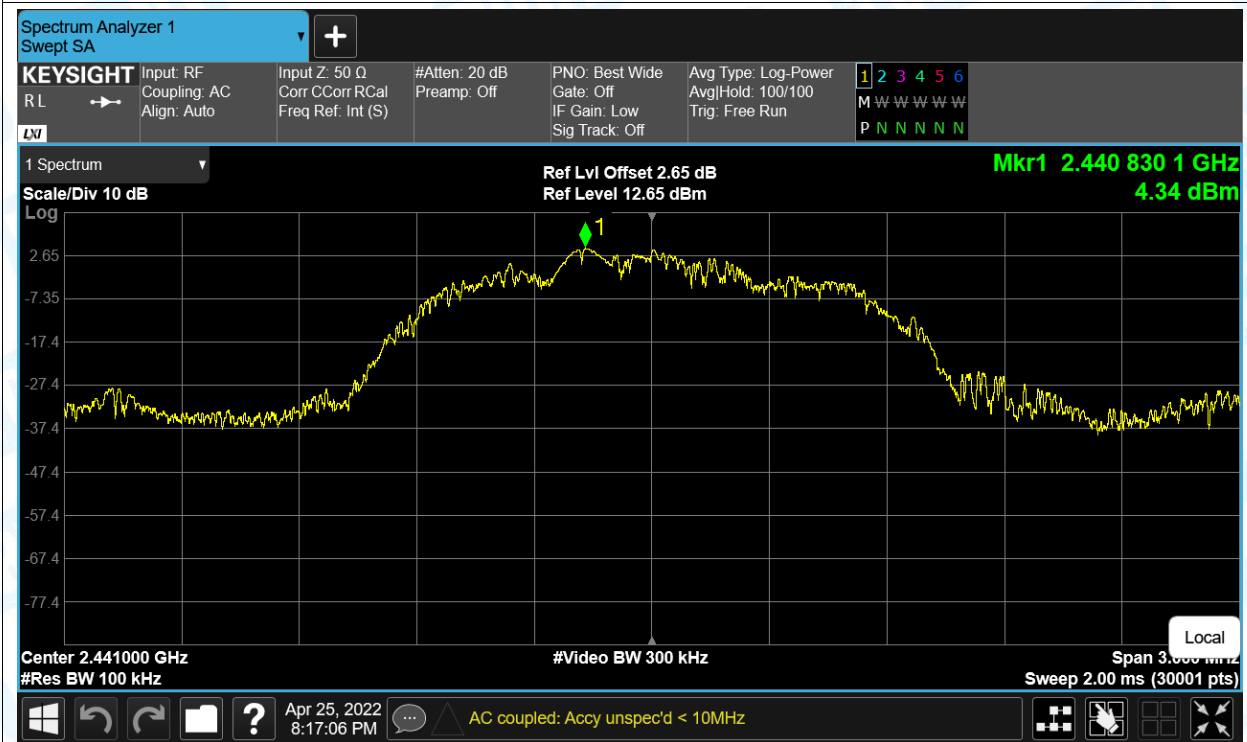 Spectrum Analyzer 1
Swept SA
KEYSIGHT
R L
LXI
Input: RF
Coupling: AC
Align: Auto
Input Z: 50 Ω
Corr CCorr RCal
Freq Ref: Int (S)
#Atten: 20 dB
Preamp: Off
PNO: Best Wide
Gate: Off
IF Gain: Low
Sig Track: Off
Avg Type: Log-Power
Avg|Hold: 100/100
Trig: Free Run
1 2 3 4 5 6
M W W W W W
P N N N N N
1 Spectrum
Scale/Div 10 dB
Log
Ref Lvl Offset 2.65 dB
Ref Level 12.65 dBm
Mkr1 2.440 830 1 GHz
4.34 dBm
1
2.65
-7.35
-17.4
-27.4
-37.4
-47.4
-57.4
-67.4
-77.4
Local
Center 2.441000 GHz
#Video BW 300 kHz
Span
#Res BW 100 kHz
Sweep 2.00 ms (30001 pts)
?
Apr 25, 2022
8:17:06 PM
AC coupled: Accy unspec'd < 10MHz